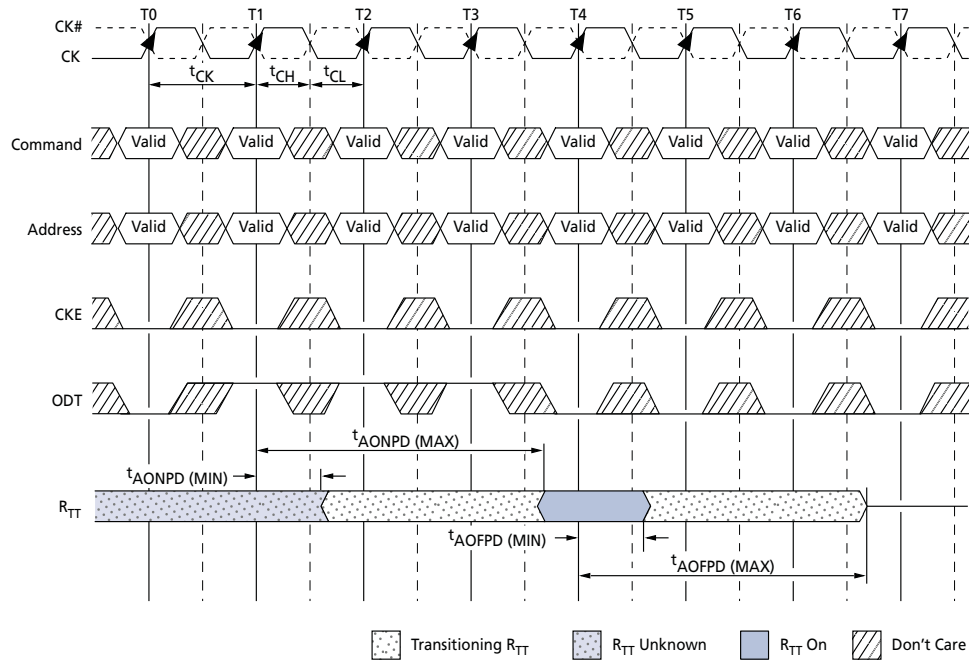 T0 T1 T2 T3 T4 T5 T6 T7
CK#
CK
tCK tCH tCL
Command Valid Valid Valid Valid Valid Valid Valid Valid
Address Valid Valid Valid Valid Valid Valid Valid Valid
CKE
ODT
tAONPD (MAX)
tAONPD (MIN)
RTT
tAOFPD (MIN)
tAOFPD (MAX)
Transitioning RTT RTT Unknown RTT On Don't Care